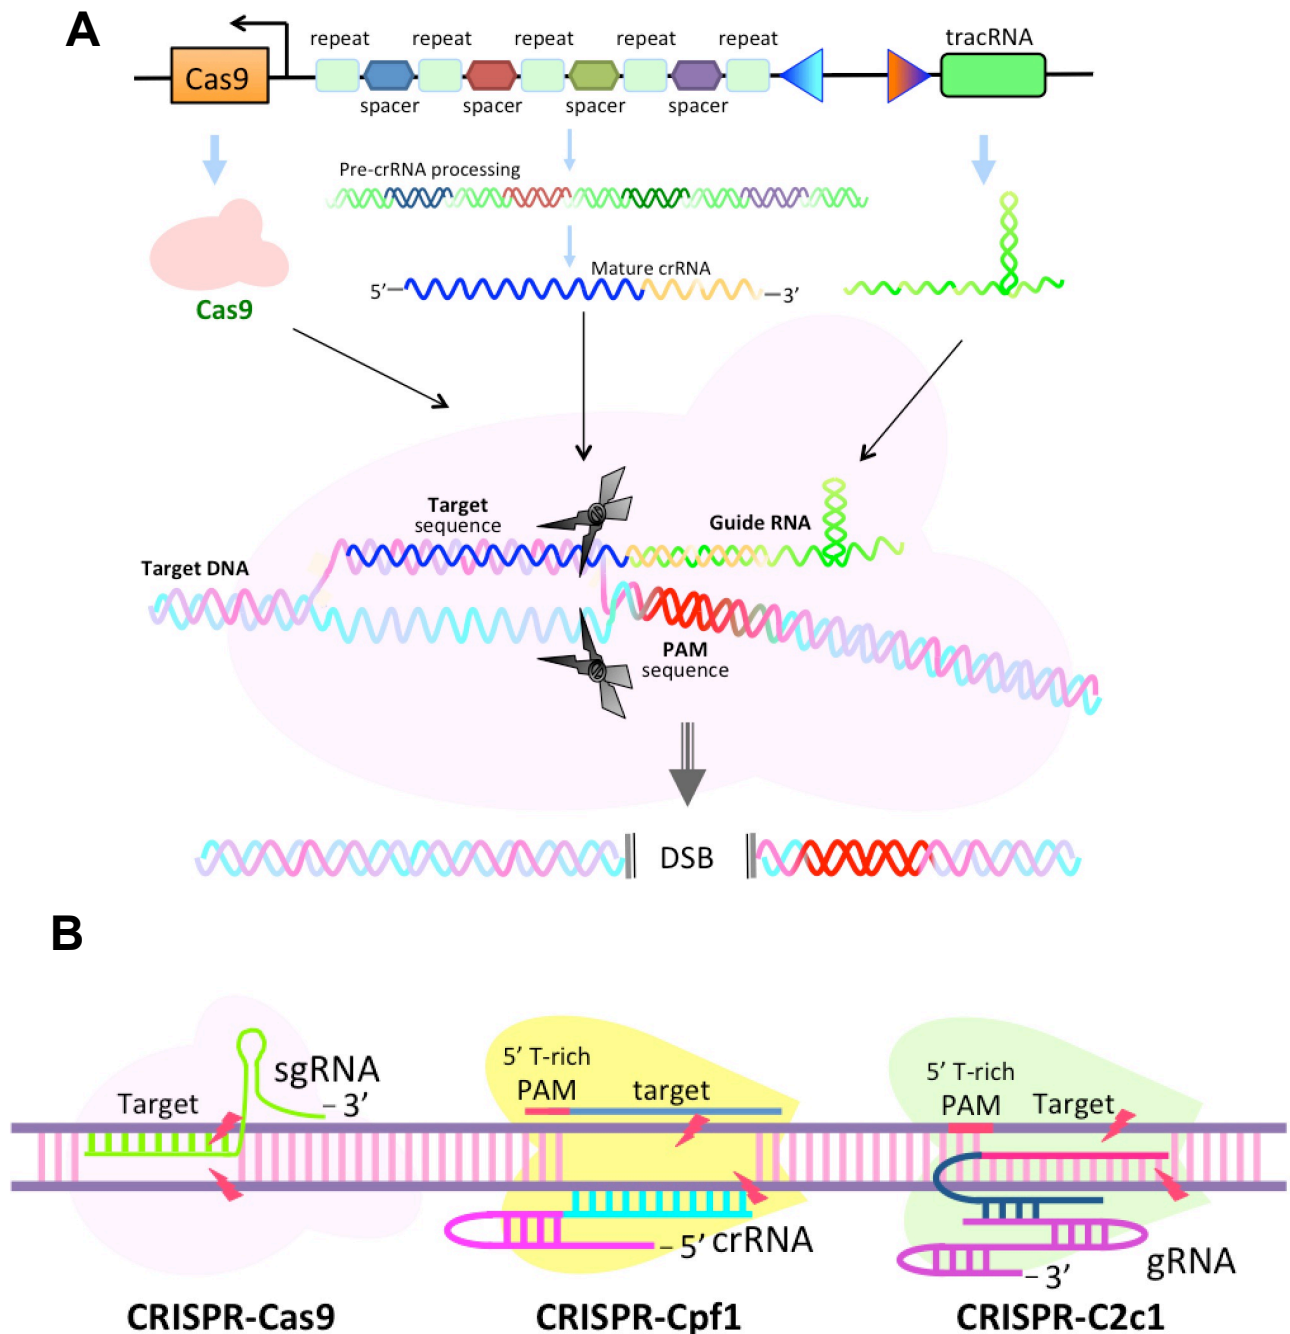 A
repeat repeat repeat repeat repeat tracRNA
Cas9
spacer spacer spacer spacer
Pre-crRNA processing
Mature crRNA
5’ 3’
Cas9
Target
sequence
Guide RNA
Target DNA
PAM
sequence
DSB
B
5’ T-rich
PAM target
5’ T-rich
PAM Target
sgRNA
Target – 3’
– 5’ crRNA
gRNA
– 3’
CRISPR-Cas9 CRISPR-Cpf1 CRISPR-C2c1